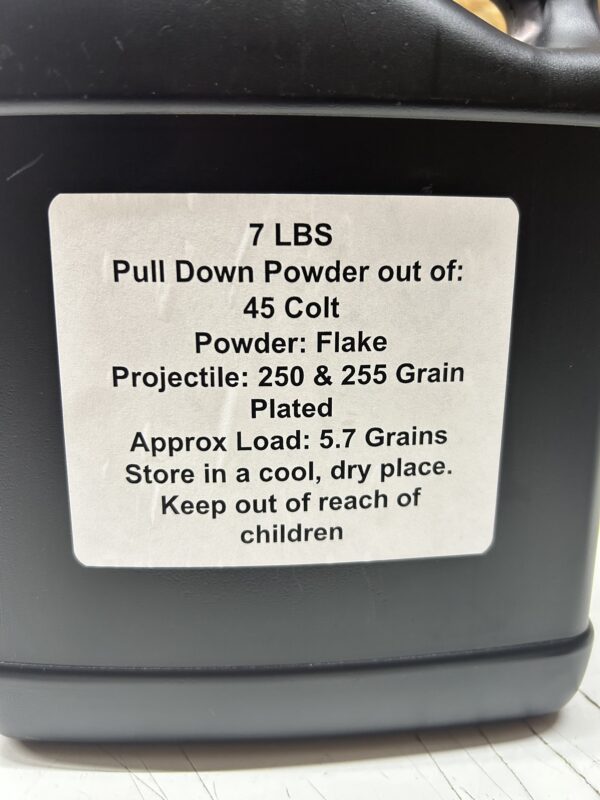 7 LBS
Pull Down Powder out of:
45 Colt
Powder: Flake
Projectile: 250 & 255 Grain
Plated
Approx Load: 5.7 Grains
Store in a cool, dry place.
Keep out of reach of
children